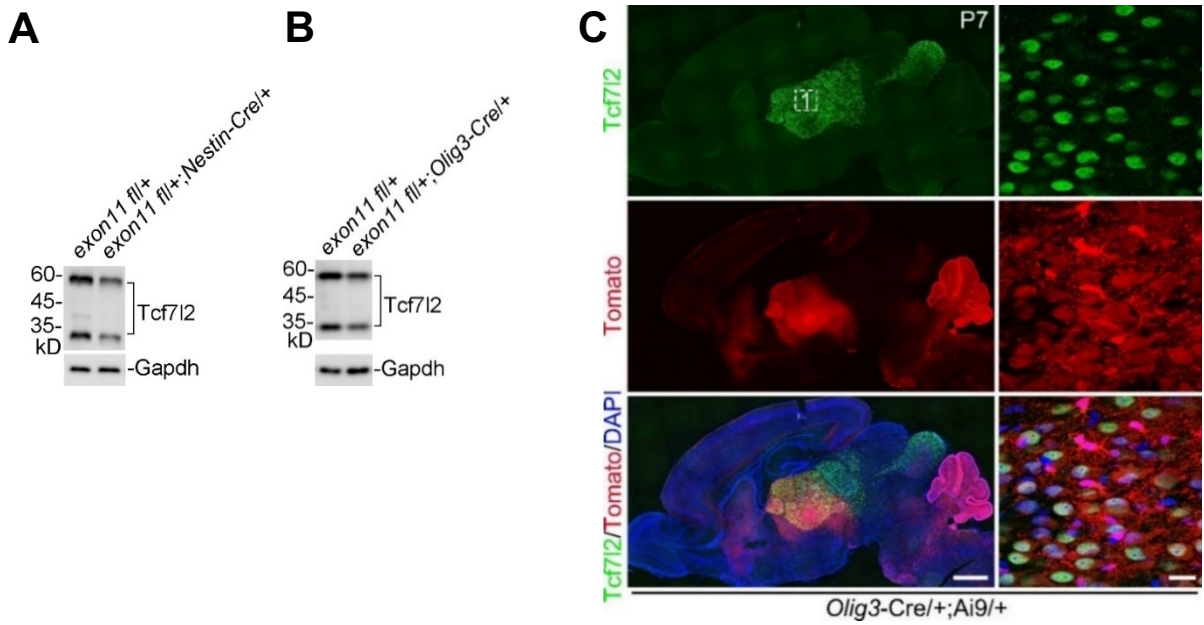 A
exon11 fl/+
exon11 fl/+;Nestin-Cre/+
60-
45-
35-
kD
Tcf7l2
-Gapdh
B
exon11 fl/+
exon11 fl/+;Olig3-Cre/+
60-
45-
35-
kD
Tcf7l2
-Gapdh
C
P7
1
Tcf7l2
Tomato
Tcf7l2/Tomato/DAPI
Olig3-Cre/+;Ai9/+